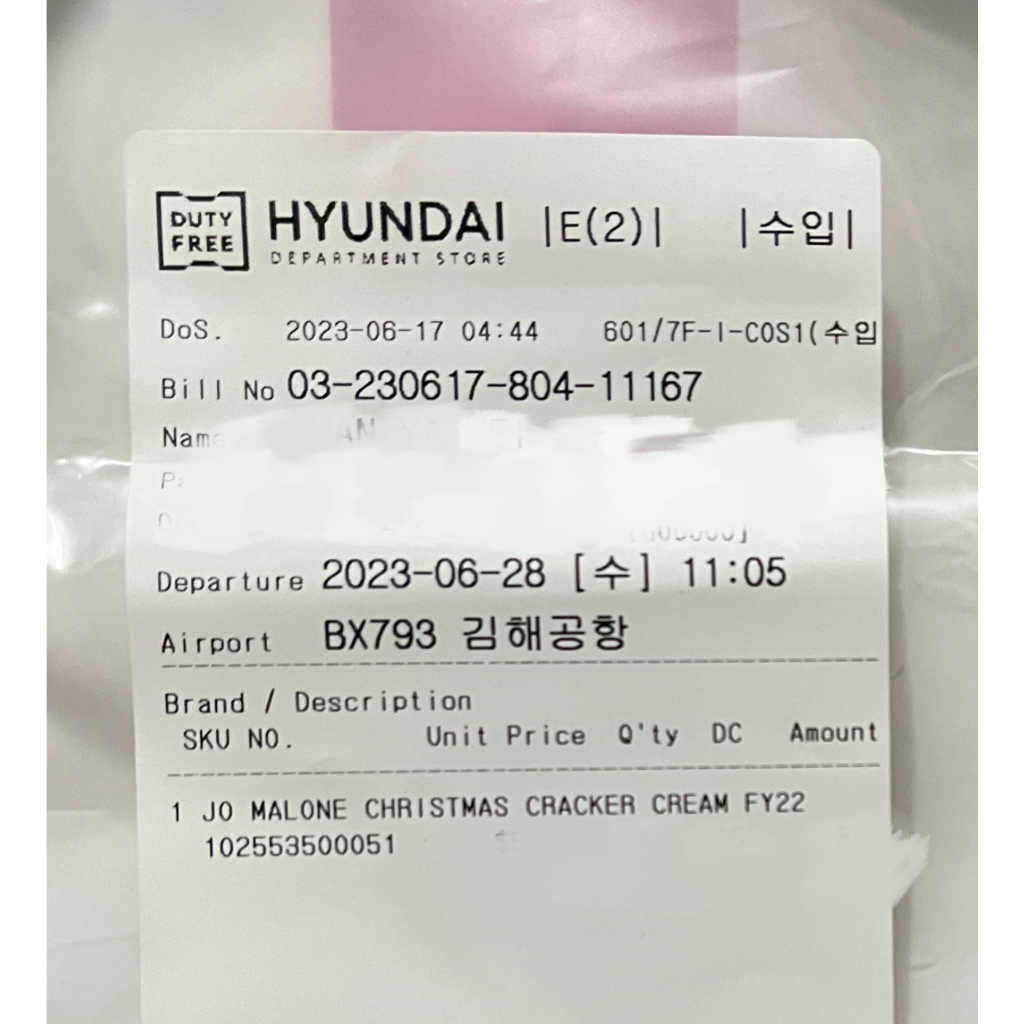 DUTY FREE HYUNDAI |E(2)| |수입|
DEPARTMENT STORE
DoS. 2023-06-17 04:44 601/7F-I-COS1(수입
Bill No 03-230617-804-11167
Name
Departure 2023-06-28 [수] 11:05
Airport BX793 김해공항
Brand / Description
SKU NO. Unit Price Q'ty DC Amount
1 JO MALONE CHRISTMAS CRACKER CREAM FY22
102553500051